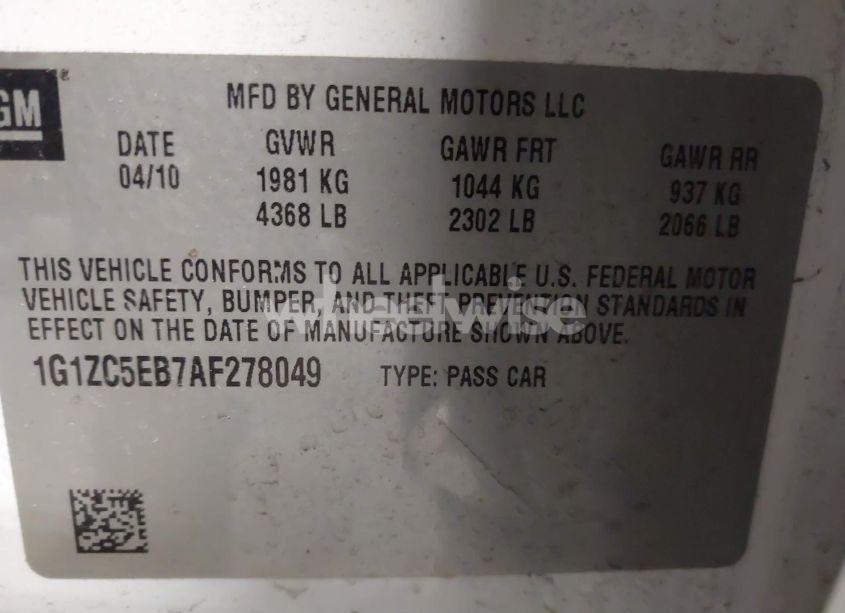 GM®
MFD BY GENERAL MOTORS LLC
DATE GVWR GAWR FRT GAWR RR
04/10 1981 KG 1044 KG 937 KG
4368 LB 2302 LB 2066 LB
THIS VEHICLE CONFORMS TO ALL APPLICABLE U.S. FEDERAL MOTOR
VEHICLE SAFETY, BUMPER, AND THEFT PREVENTION STANDARDS IN
EFFECT ON THE DATE OF MANUFACTURE SHOWN ABOVE.
wheelwise
1G1ZC5EB7AF278049 TYPE: PASS CAR